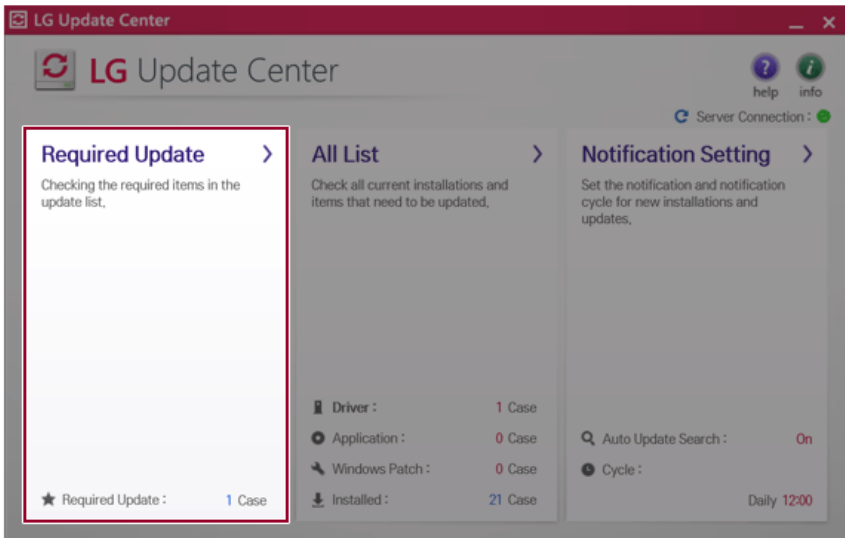 LG Update Center
LG Update Center
help info
Server Connection :
Required Update
Checking the required items in the
update list,
Required Update : 1 Case
All List
Check all current installations and
items that need to be updated,
Driver : 1 Case
Application : 0 Case
Windows Patch : 0 Case
Installed : 21 Case
Notification Setting
Set the notification and notification
cycle for new installations and
updates,
Auto Update Search : On
Cycle :
Daily 12:00